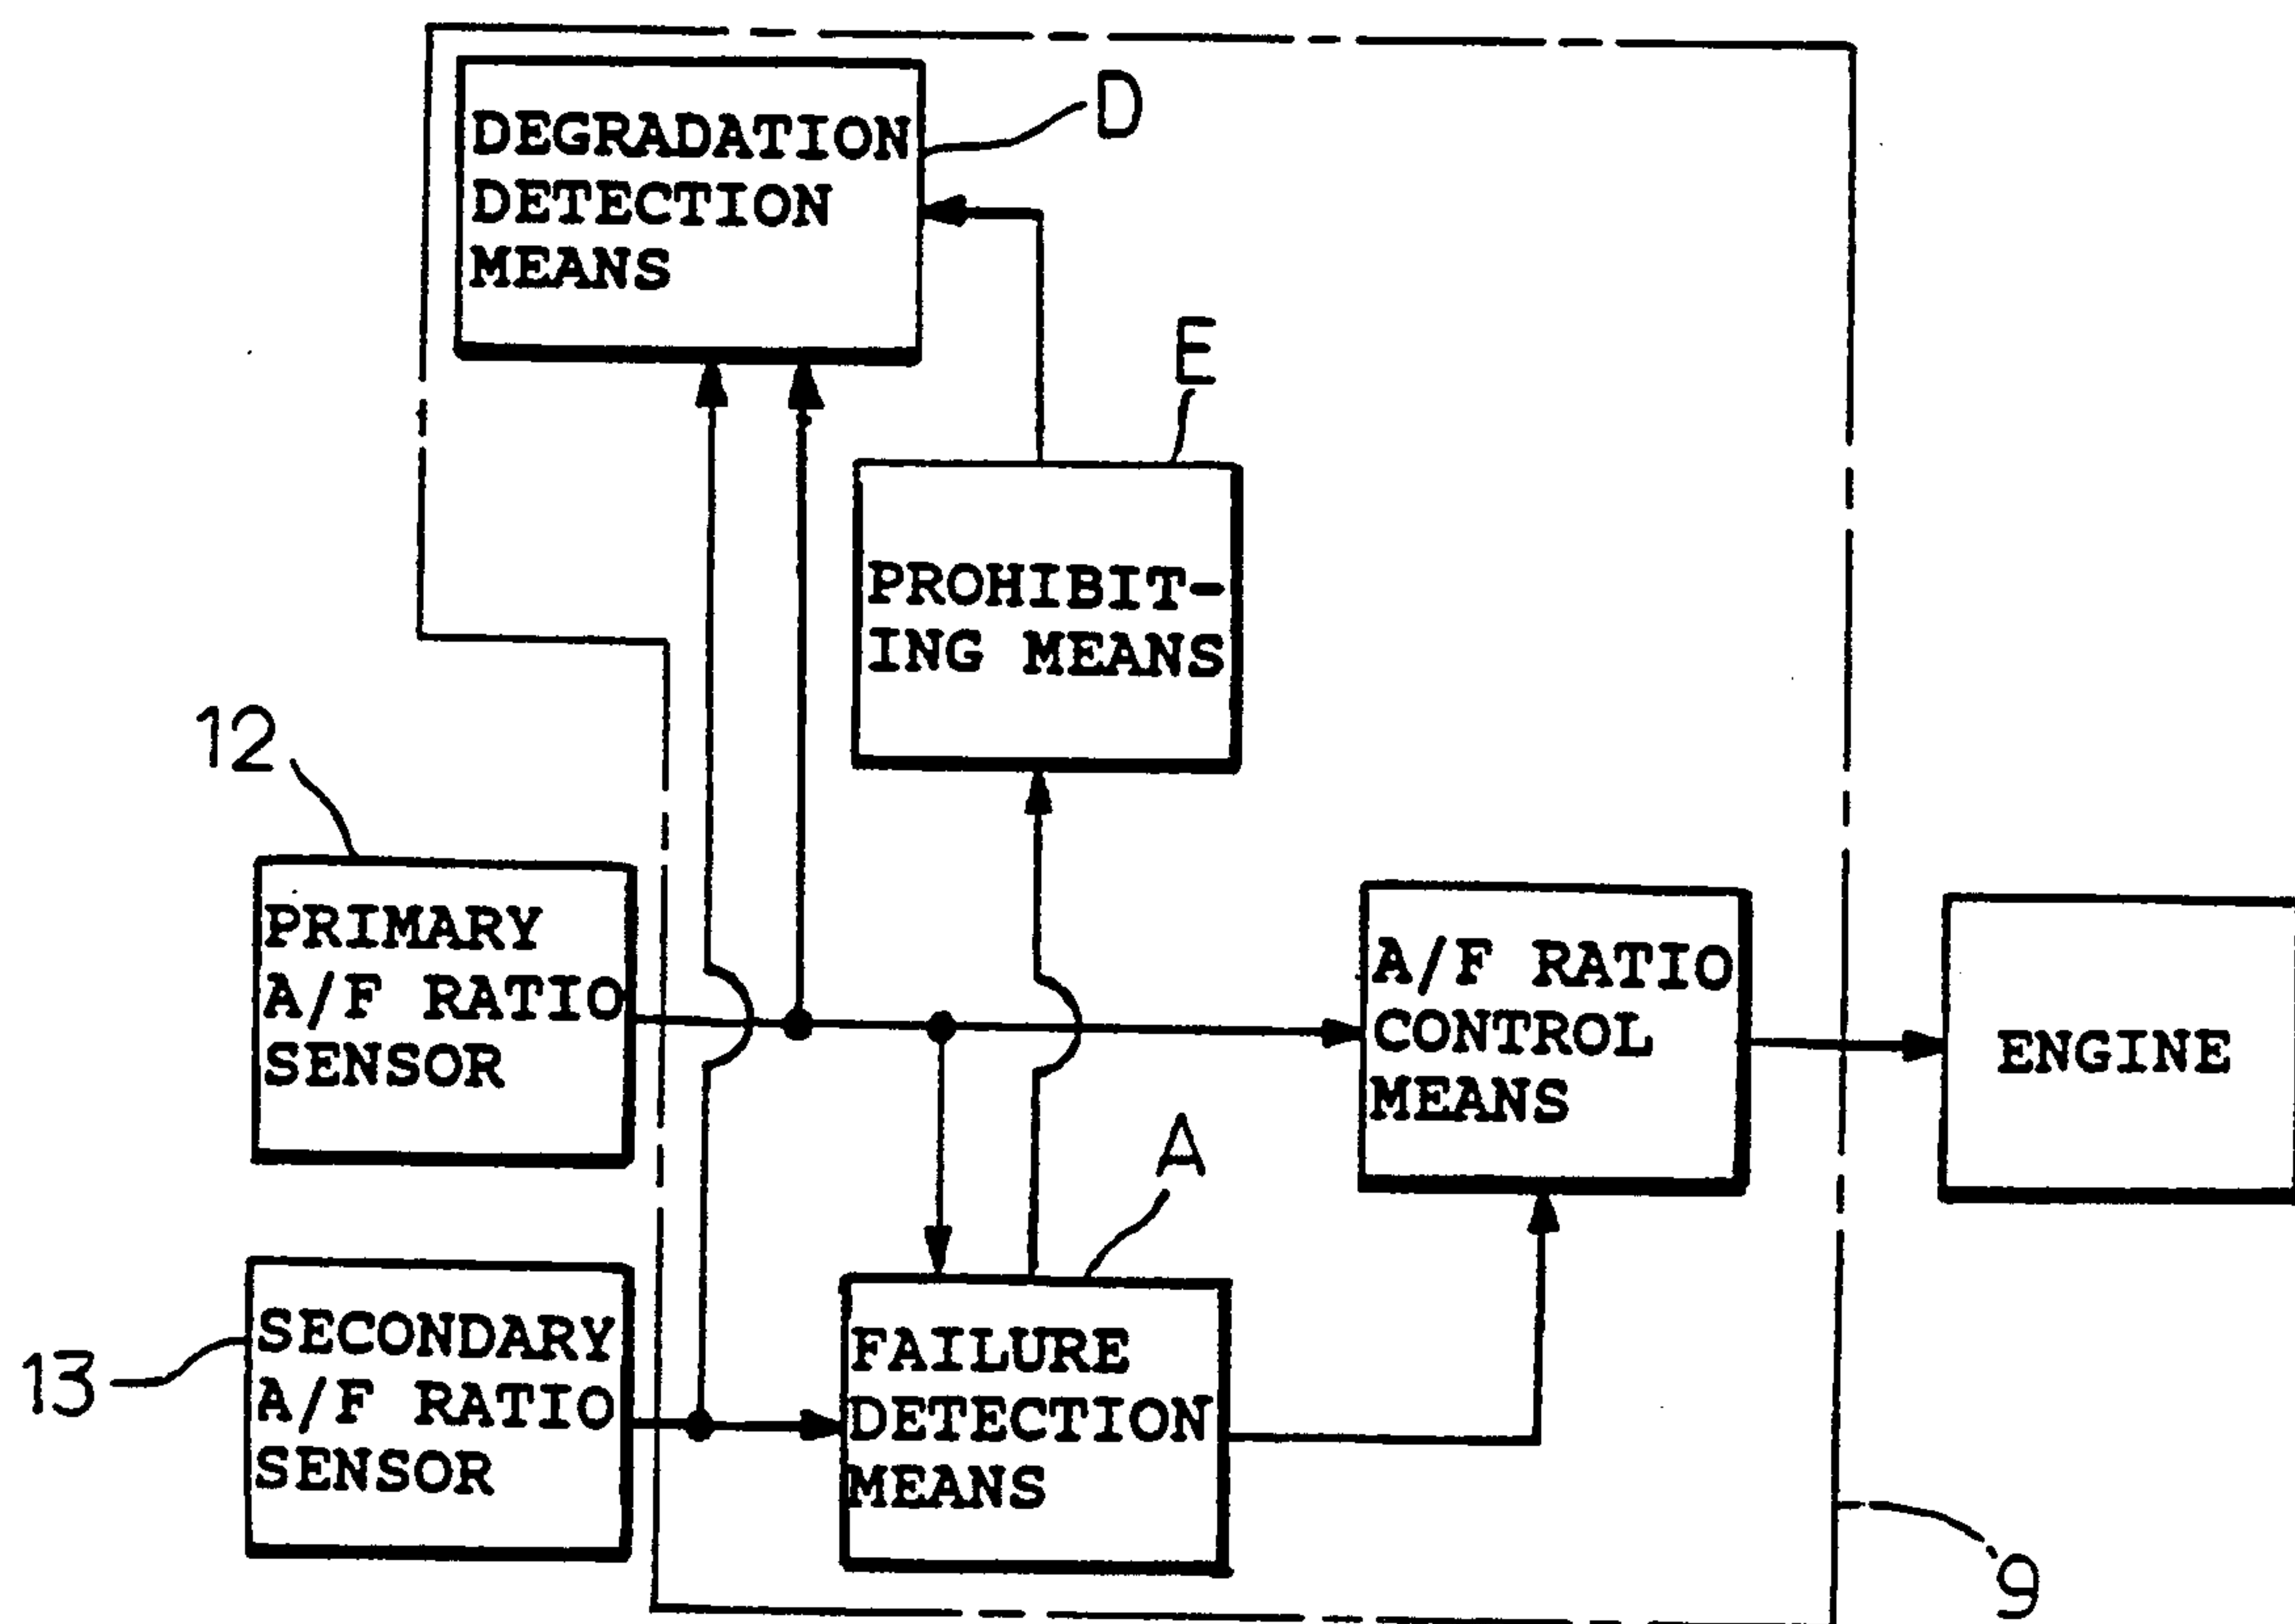 DEGRADATION
DETECTION
MEANS
D
E
PROHIBIT-
ING MEANS
12
PRIMARY
A/F RATIO
SENSOR
A/F RATIO
CONTROL
MEANS
ENGINE
A
13
SECONDARY
A/F RATIO
SENSOR
FAILURE
DETECTION
MEANS
9